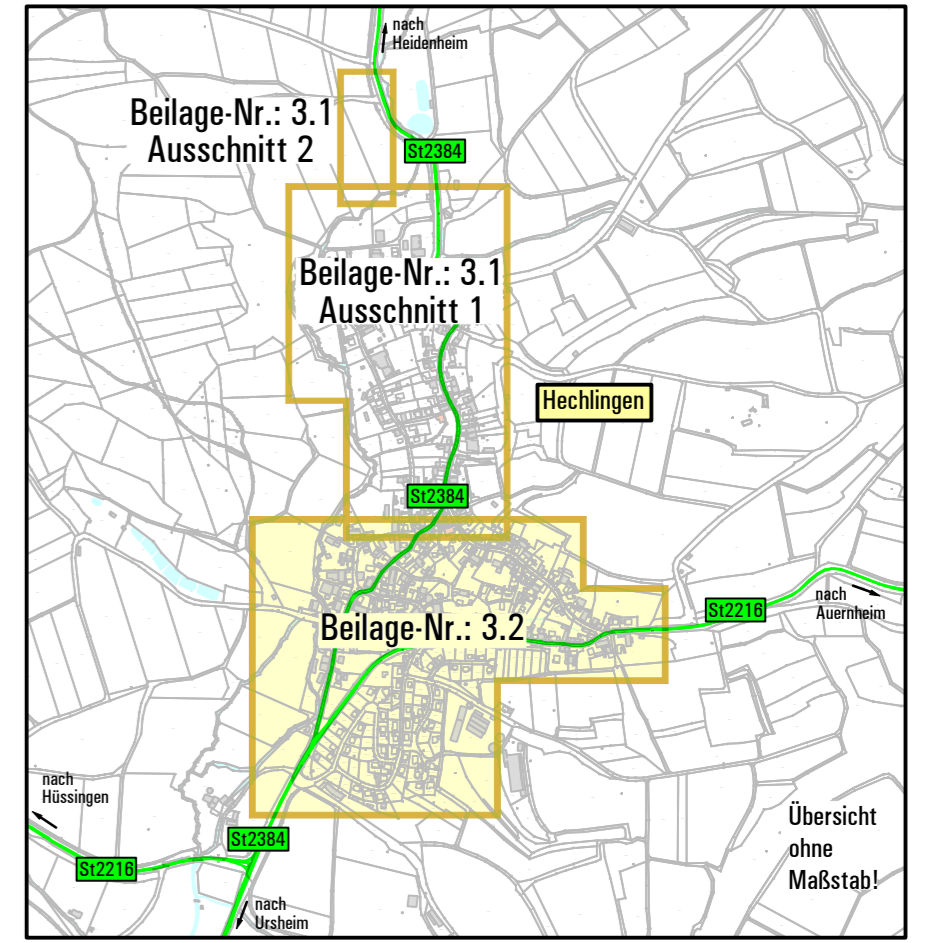 nach
Heidenheim
Beilage-Nr.: 3.1
Ausschnitt 2
St2384
Beilage-Nr.: 3.1
Ausschnitt 1
Hechlingen
St2384
nach
Auernheim
St2216
Beilage-Nr.: 3.2
nach
Hüssingen
Übersicht
ohne
Maßstab!
St2384
St2216
nach
Ursheim